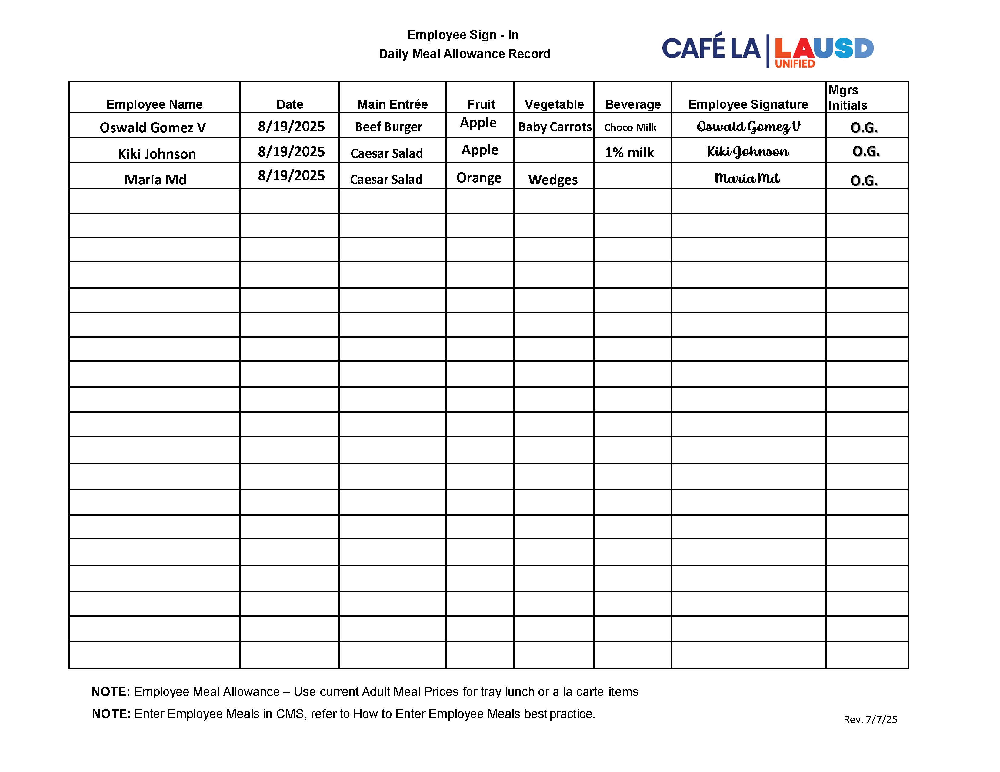 Employee Sign - In
Daily Meal Allowance Record
CAFÉ LA LAUSD
UNIFIED
Employee Name Date Main Entrée Fruit Vegetable Beverage Employee Signature Mgrs Initials
Oswald Gomez V 8/19/2025 Beef Burger Apple Baby Carrots Choco Milk Oswald Gomez V O.G.
Kiki Johnson 8/19/2025 Caesar Salad Apple 1% milk Kiki Johnson O.G.
Maria Md 8/19/2025 Caesar Salad Orange Wedges Maria Md O.G.
NOTE: Employee Meal Allowance – Use current Adult Meal Prices for tray lunch or a la carte items
NOTE: Enter Employee Meals in CMS, refer to How to Enter Employee Meals best practice.
Rev. 7/7/25